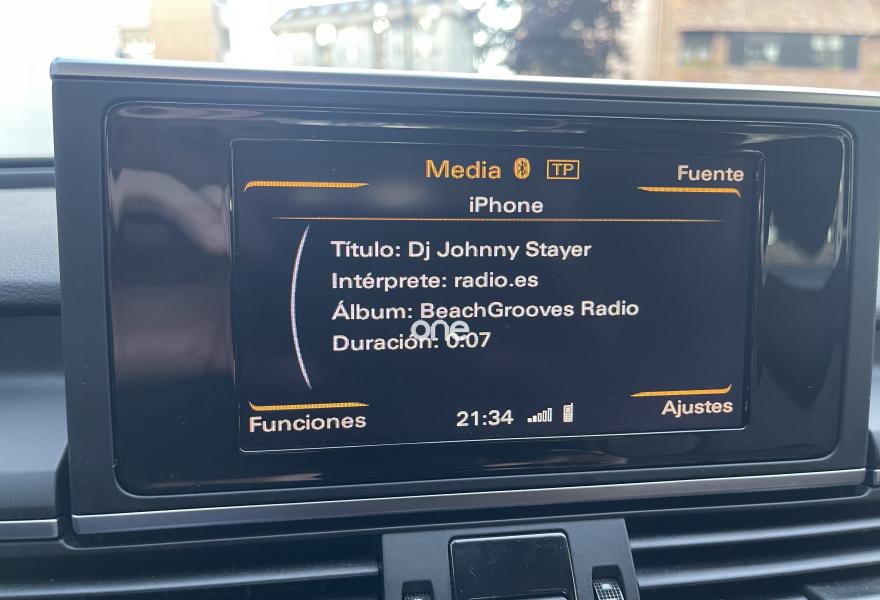 Media TP
Fuente
iPhone
Título: Dj Johnny Stayer
Intérprete: radio.es
Álbum: BeachGrooves Radio
one
Duración: 0:07
Funciones
21:34
Ajustes